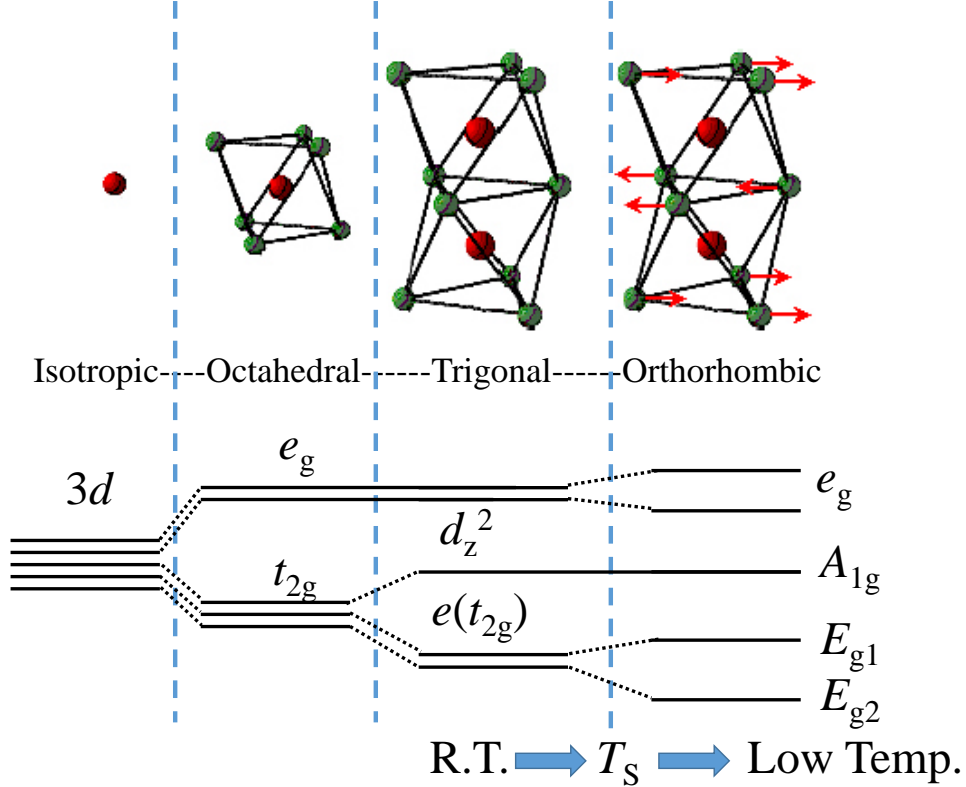 Isotropic----Octahedral-------Trigonal-------Orthorhombic
3d
e_g
e_g
d_z^2
t_2g
A_1g
e(t_2g)
E_g1
E_g2
R.T. T_S Low Temp.